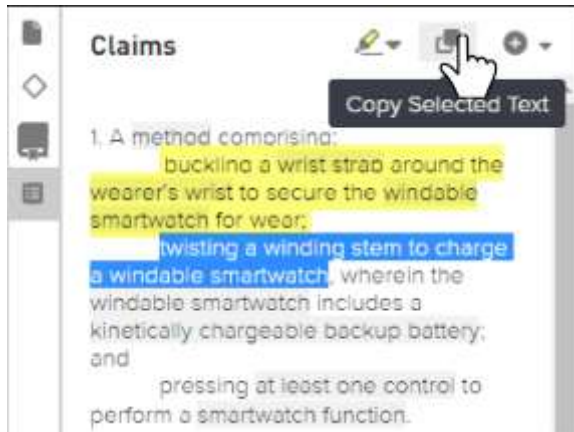 Claims
Copy Selected Text
1. A method comprising:
buckling a wrist strap around the
wearer's wrist to secure the windable
smartwatch for wear;
twisting a winding stem to charge
a windable smartwatch, wherein the
windable smartwatch includes a
kinetically chargeable backup battery;
and
pressing at least one control to
perform a smartwatch function.